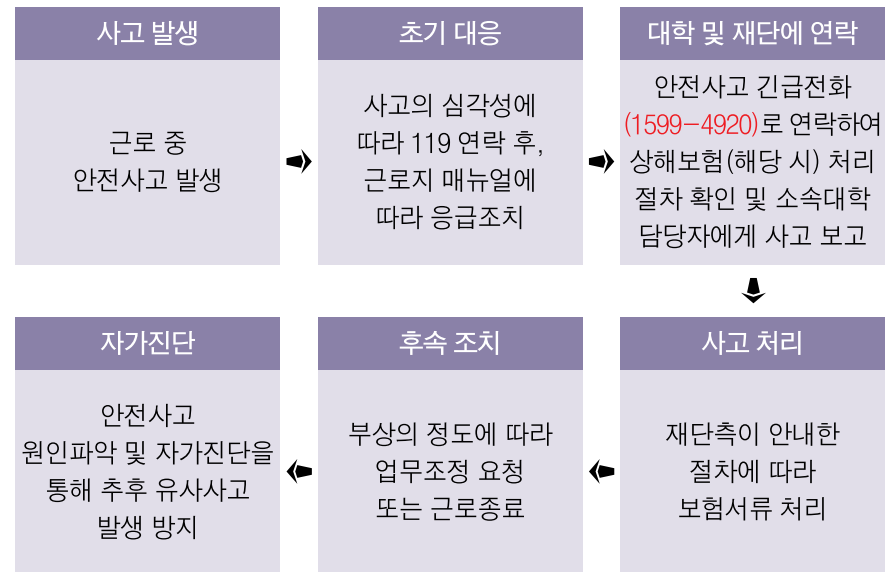 사고 발생
근로 중
안전사고 발생
초기 대응
사고의 심각성에
따라 119 연락 후,
근로지 매뉴얼에
따라 응급조치
대학 및 재단에 연락
안전사고 긴급전화
(1599-4920)로 연락하여
상해보험(해당 시) 처리
절차 확인 및 소속대학
담당자에게 사고 보고
사고 처리
재단측이 안내한
절차에 따라
보험서류 처리
후속 조치
부상의 정도에 따라
업무조정 요청
또는 근로종료
자가진단
안전사고
원인파악 및 자가진단을
통해 추후 유사사고
발생 방지